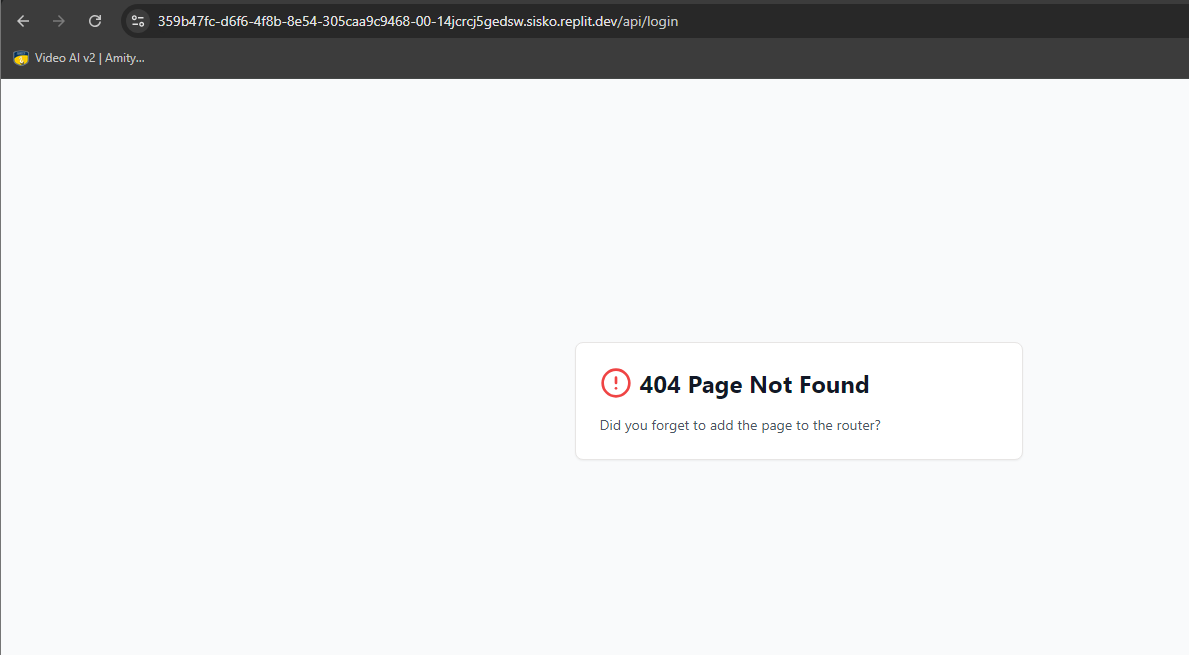 359b47fc-d6f6-4f8b-8e54-305caa9c9468-00-14jcrcj5gedsw.sisko.replit.dev/api/login
Video AI v2 | Amity...
404 Page Not Found
Did you forget to add the page to the router?